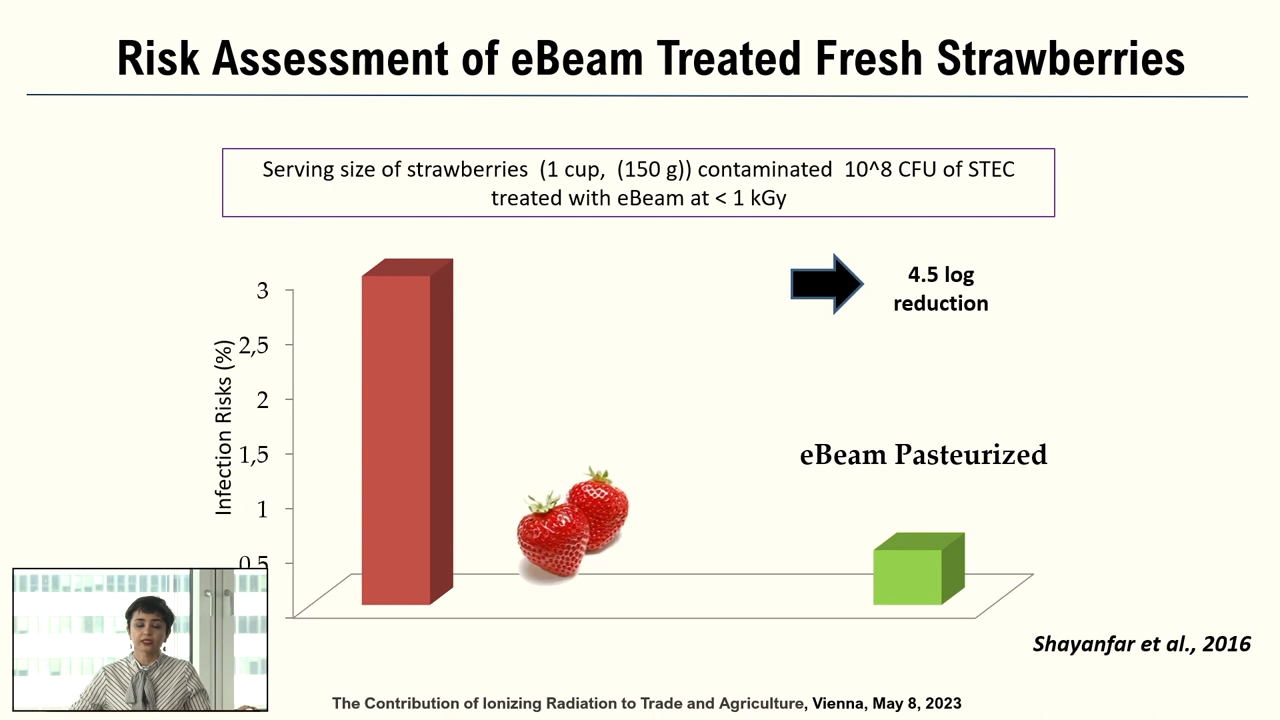 Risk Assessment of eBeam Treated Fresh Strawberries
Serving size of strawberries (1 cup, (150 g)) contaminated 10^8 CFU of STEC
treated with eBeam at < 1 kGy
4.5 log
reduction
3
2,5
2
1,5
1
0,5
Infection Risks (%)
eBeam Pasteurized
Shayanfar et al., 2016
The Contribution of Ionizing Radiation to Trade and Agriculture, Vienna, May 8, 2023